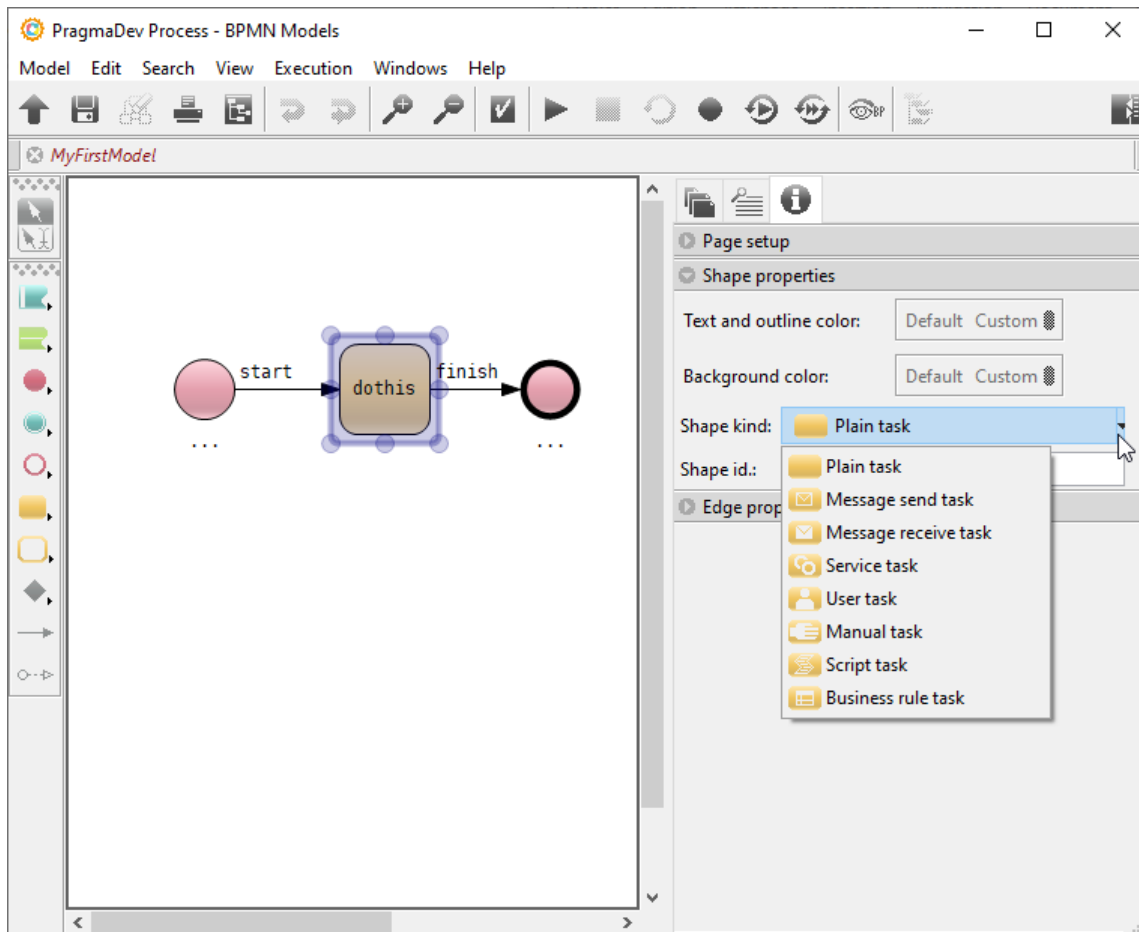 PragmaDev Process - BPMN Models
Model Edit Search View Execution Windows Help
BP
MyFirstModel
Page setup
Shape properties
Text and outline color: Default Custom
Background color: Default Custom
Shape kind: Plain task
Shape id.:
Edge prop
Plain task
Message send task
Message receive task
Service task
User task
Manual task
Script task
Business rule task
start
dothis
finish
...
...